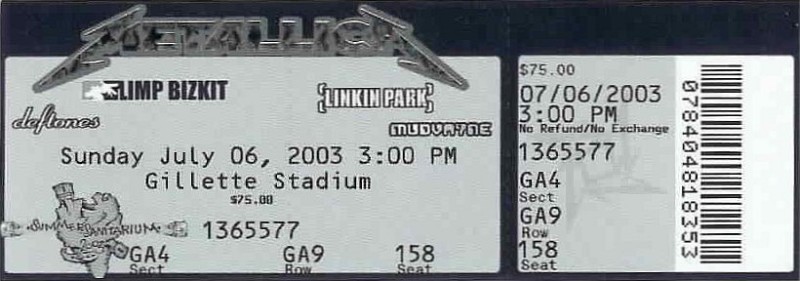 METALLICA
LIMP BIZKIT
LINKIN PARK
deftones
MUDVAYNE
Sunday July 06, 2003 3:00 PM
Gillette Stadium
$75.00
SUMMER SANITARIUM
1365577
GA4 GA9 158
Sect Row Seat
$75.00
07/06/2003
3:00 PM
No Refund/No Exchange
1365577
GA4
Sect
GA9
Row
158
Seat
078404818353